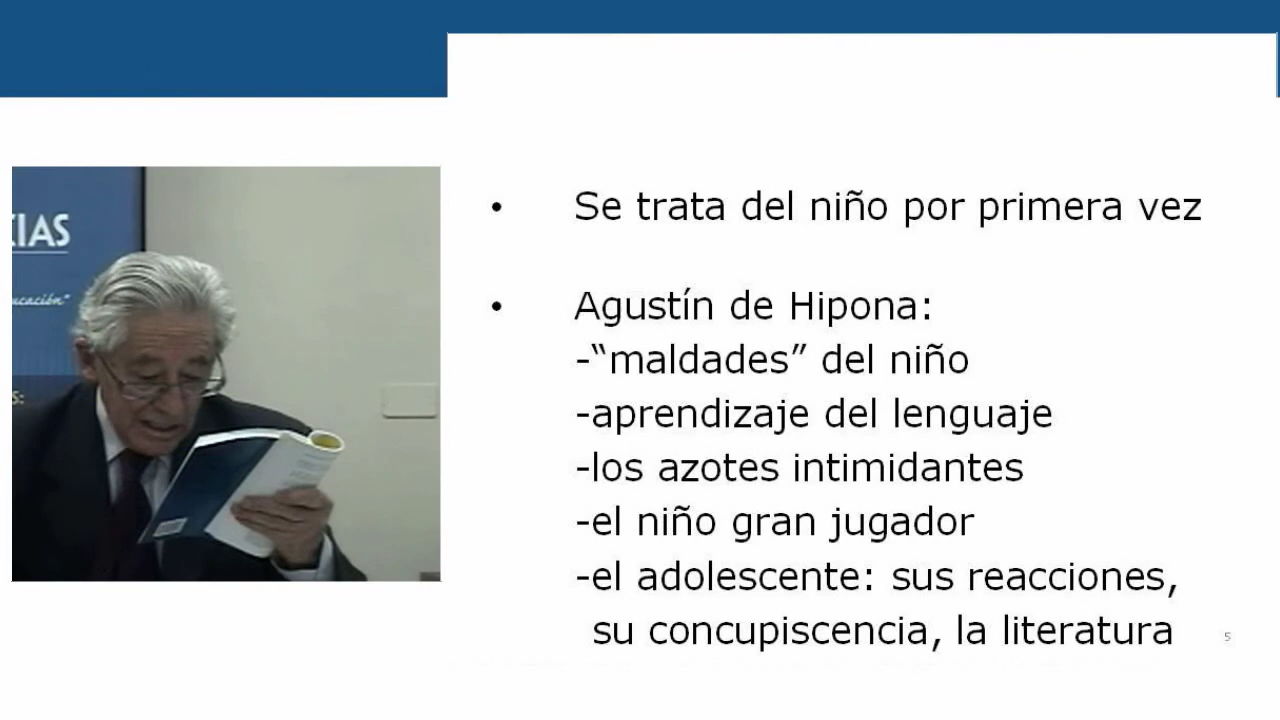 • Se trata del niño por primera vez
• Agustín de Hipona:
-“maldades” del niño
-aprendizaje del lenguaje
-los azotes intimidantes
-el niño gran jugador
-el adolescente: sus reacciones,
su concupiscencia, la literatura
5